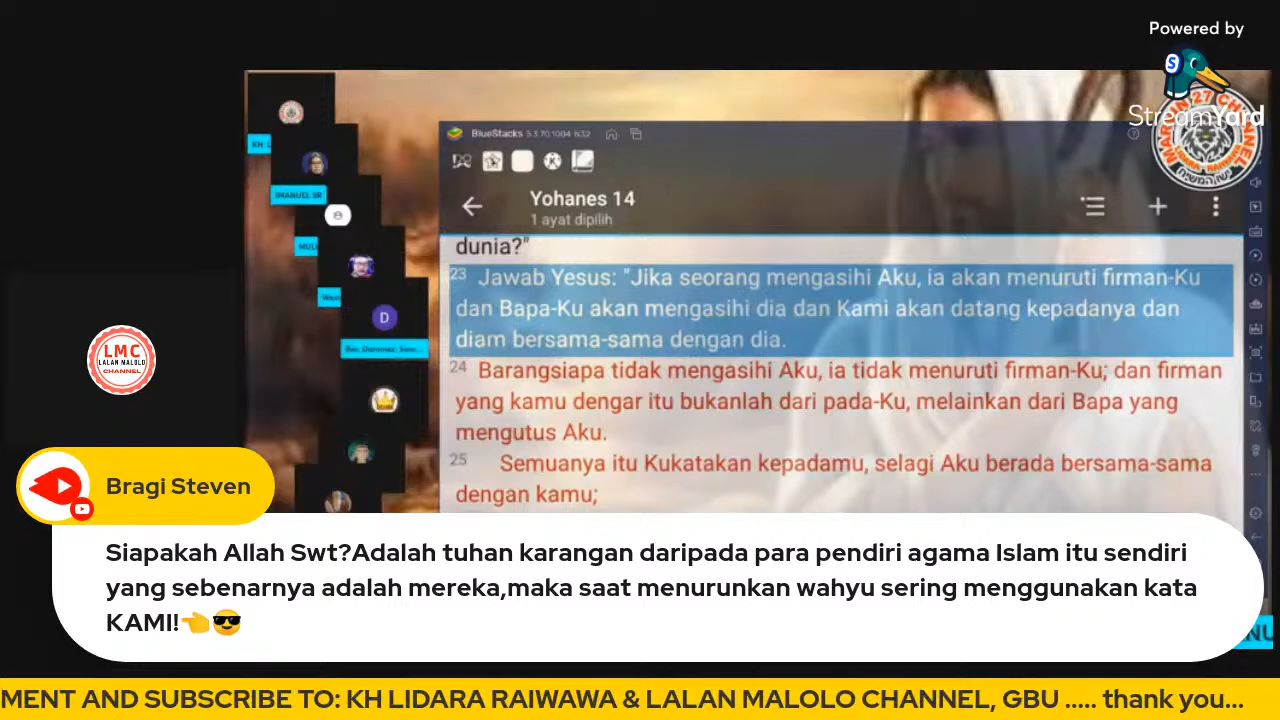 Powered by
StreamYard
BlueStacks 5.3.70.1004 N32
KH L
IMANUEL SR
D
Yohanes 14
1 ayat dipilih
dunia?"
23 Jawab Yesus: "Jika seorang mengasihi Aku, ia akan menuruti firman-Ku
dan Bapa-Ku akan mengasihi dia dan Kami akan datang kepadanya dan
diam bersama-sama dengan dia.
24 Barangsiapa tidak mengasihi Aku, ia tidak menuruti firman-Ku; dan firman
yang kamu dengar itu bukanlah dari pada-Ku, melainkan dari Bapa yang
mengutus Aku.
25 Semuanya itu Kukatakan kepadamu, selagi Aku berada bersama-sama
dengan kamu;
LMC
LALAN MALOLO
CHANNEL
Bragi Steven
Siapakah Allah Swt?Adalah tuhan karangan daripada para pendiri agama Islam itu sendiri
yang sebenarnya adalah mereka,maka saat menurunkan wahyu sering menggunakan kata
KAMI!👈😎
MENT AND SUBSCRIBE TO: KH LIDARA RAIWAWA & LALAN MALOLO CHANNEL, GBU ..... thank you...